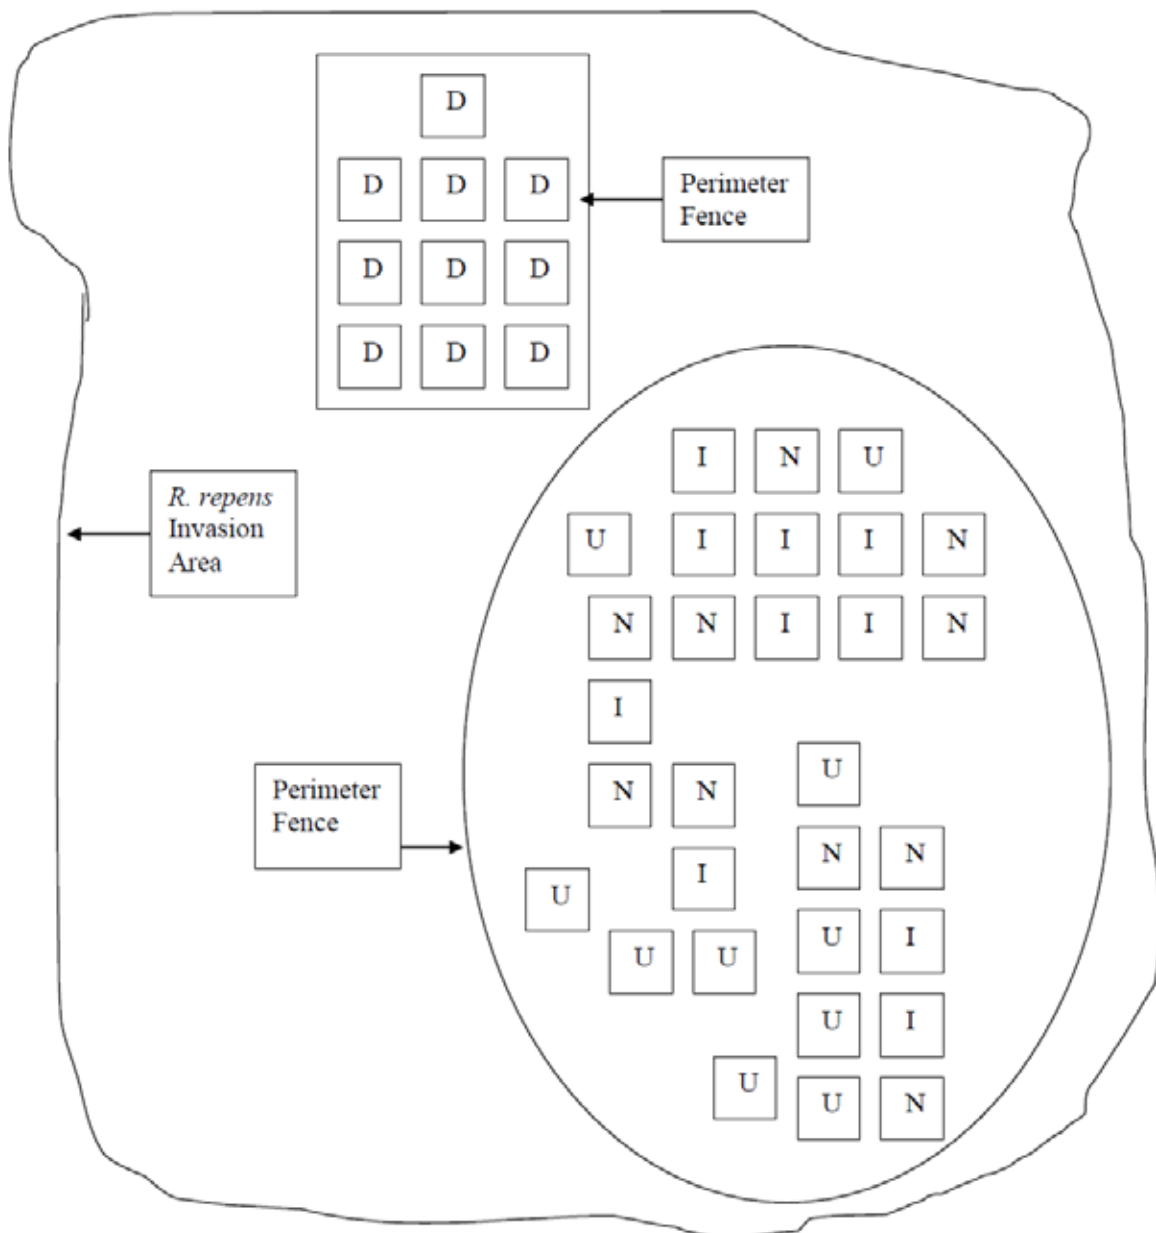 D
D D D
Perimeter
Fence
D D D
D D D
I N U
R. repens
Invasion
Area
U I I I N
N N I I N
I
U
Perimeter
Fence
N N
N N
I
U
U I
U U
U I
U
U N